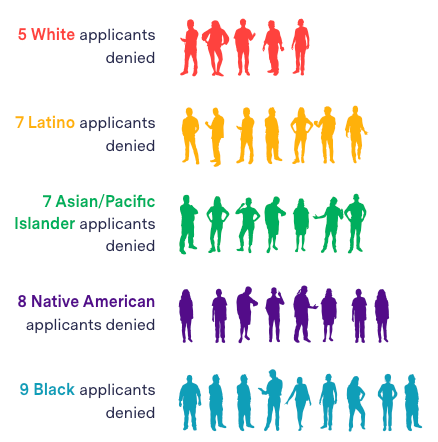 5 White applicants
denied
7 Latino applicants
denied
7 Asian/Pacific
Islander applicants
denied
8 Native American
applicants denied
9 Black applicants
denied